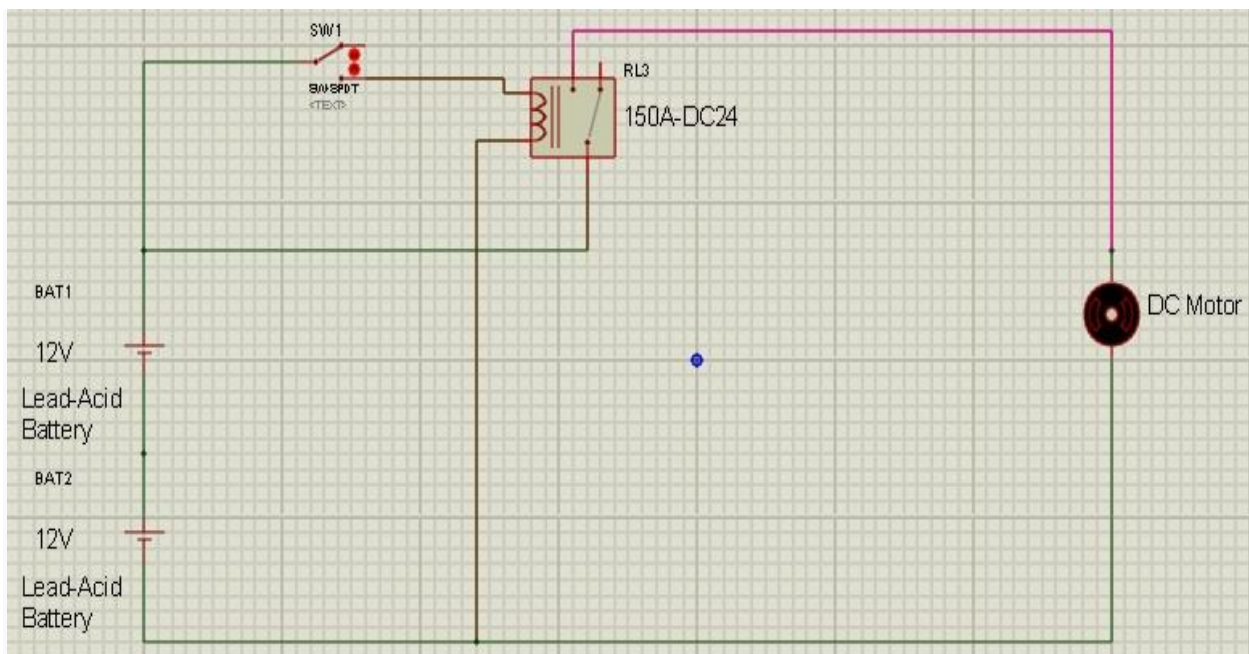 SW1
SW-SPDT
<TEXT>
RL3
150A-DC24
BAT1
12V
Lead-Acid
Battery
DC Motor
BAT2
12V
Lead-Acid
Battery